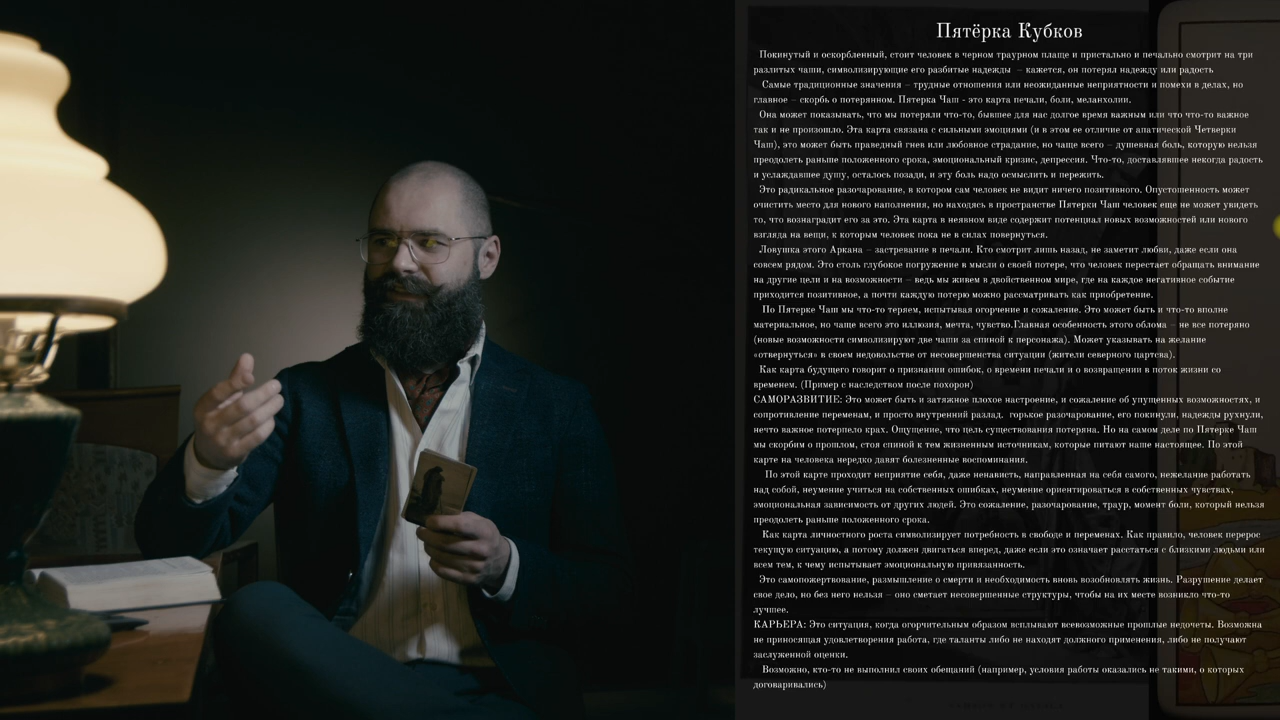 Пятёрка Кубков
Покинутый и оскорбленный, стоит человек в черном траурном плаще и пристально и печально смотрит на три
разлитых чаши, символизирующие его разбитые надежды – кажется, он потерял надежду или радость
Самые традиционные значения – трудные отношения или неожиданные неприятности и помехи в делах, но
главное – скорбь о потерянном. Пятерка Чаш - это карта печали, боли, меланхолии.
Она может показывать, что мы потеряли что-то, бывшее для нас долгое время важным или что что-то важное
так и не произошло. Эта карта связана с сильными эмоциями (и в этом ее отличие от апатической Четверки
Чаш), это может быть праведный гнев или любовное страдание, но чаще всего – душевная боль, которую нельзя
преодолеть раньше положенного срока, эмоциональный кризис, депрессия. Что-то, доставлявшее некогда радость
и услаждавшее душу, осталось позади, и эту боль надо осмыслить и пережить.
Это радикальное разочарование, в котором сам человек не видит ничего позитивного. Опустошенность может
очистить место для нового наполнения, но находясь в пространстве Пятерки Чаш человек еще не может увидеть
то, что вознаградит его за это. Эта карта в неявном виде содержит потенциал новых возможностей или нового
взгляда на вещи, к которым человек пока не в силах повернуться.
Ловушка этого Аркана – застревание в печали. Кто смотрит лишь назад, не заметит любви, даже если она
совсем рядом. Это столь глубокое погружение в мысли о своей потере, что человек перестает обращать внимание
на другие цели и на возможности – ведь мы живем в двойственном мире, где на каждое негативное событие
приходится позитивное, а почти каждую потерю можно рассматривать как приобретение.
По Пятерке Чаш мы что-то теряем, испытывая огорчение и сожаление. Это может быть и что-то вполне
материальное, но чаще всего это иллюзия, мечта, чувство.Главная особенность этого облома – не все потеряно
(новые возможности символизируют две чаши за спиной к персонажа). Может указывать на желание
«отвернуться» в своем недовольстве от несовершенства ситуации (жители северного цартсва).
Как карта будущего говорит о признании ошибок, о времени печали и о возвращении в поток жизни со
временем. (Пример с наследством после похорон)
САМОРАЗВИТИЕ: Это может быть и затяжное плохое настроение, и сожаление об упущенных возможностях, и
сопротивление переменам, и просто внутренний разлад. горькое разочарование, его покинули, надежды рухнули,
нечто важное потерпело крах. Ощущение, что цель существования потеряна. Но на самом деле по Пятерке Чаш
мы скорбим о прошлом, стоя спиной к тем жизненным источникам, которые питают наше настоящее. По этой
карте на человека нередко давят болезненные воспоминания.
По этой карте проходит неприятие себя, даже ненависть, направленная на себя самого, нежелание работать
над собой, неумение учиться на собственных ошибках, неумение ориентироваться в собственных чувствах,
эмоциональная зависимость от других людей. Это сожаление, разочарование, траур, момент боли, который нельзя
преодолеть раньше положенного срока.
Как карта личностного роста символизирует потребность в свободе и переменах. Как правило, человек перерос
текущую ситуацию, а потому должен двигаться вперед, даже если это означает расстаться с близкими людьми или
всем тем, к чему испытывает эмоциональную привязанность.
Это самопожертвование, размышление о смерти и необходимость вновь возобновлять жизнь. Разрушение делает
свое дело, но без него нельзя – оно сметает несовершенные структуры, чтобы на их месте возникло что-то
лучшее.
КАРЬЕРА: Это ситуация, когда огорчительным образом всплывают всевозможные прошлые недочеты. Возможна
не приносящая удовлетворения работа, где таланты либо не находят должного применения, либо не получают
заслуженной оценки.
Возможно, кто-то не выполнил своих обещаний (например, условия работы оказались не такими, о которых
договаривались)